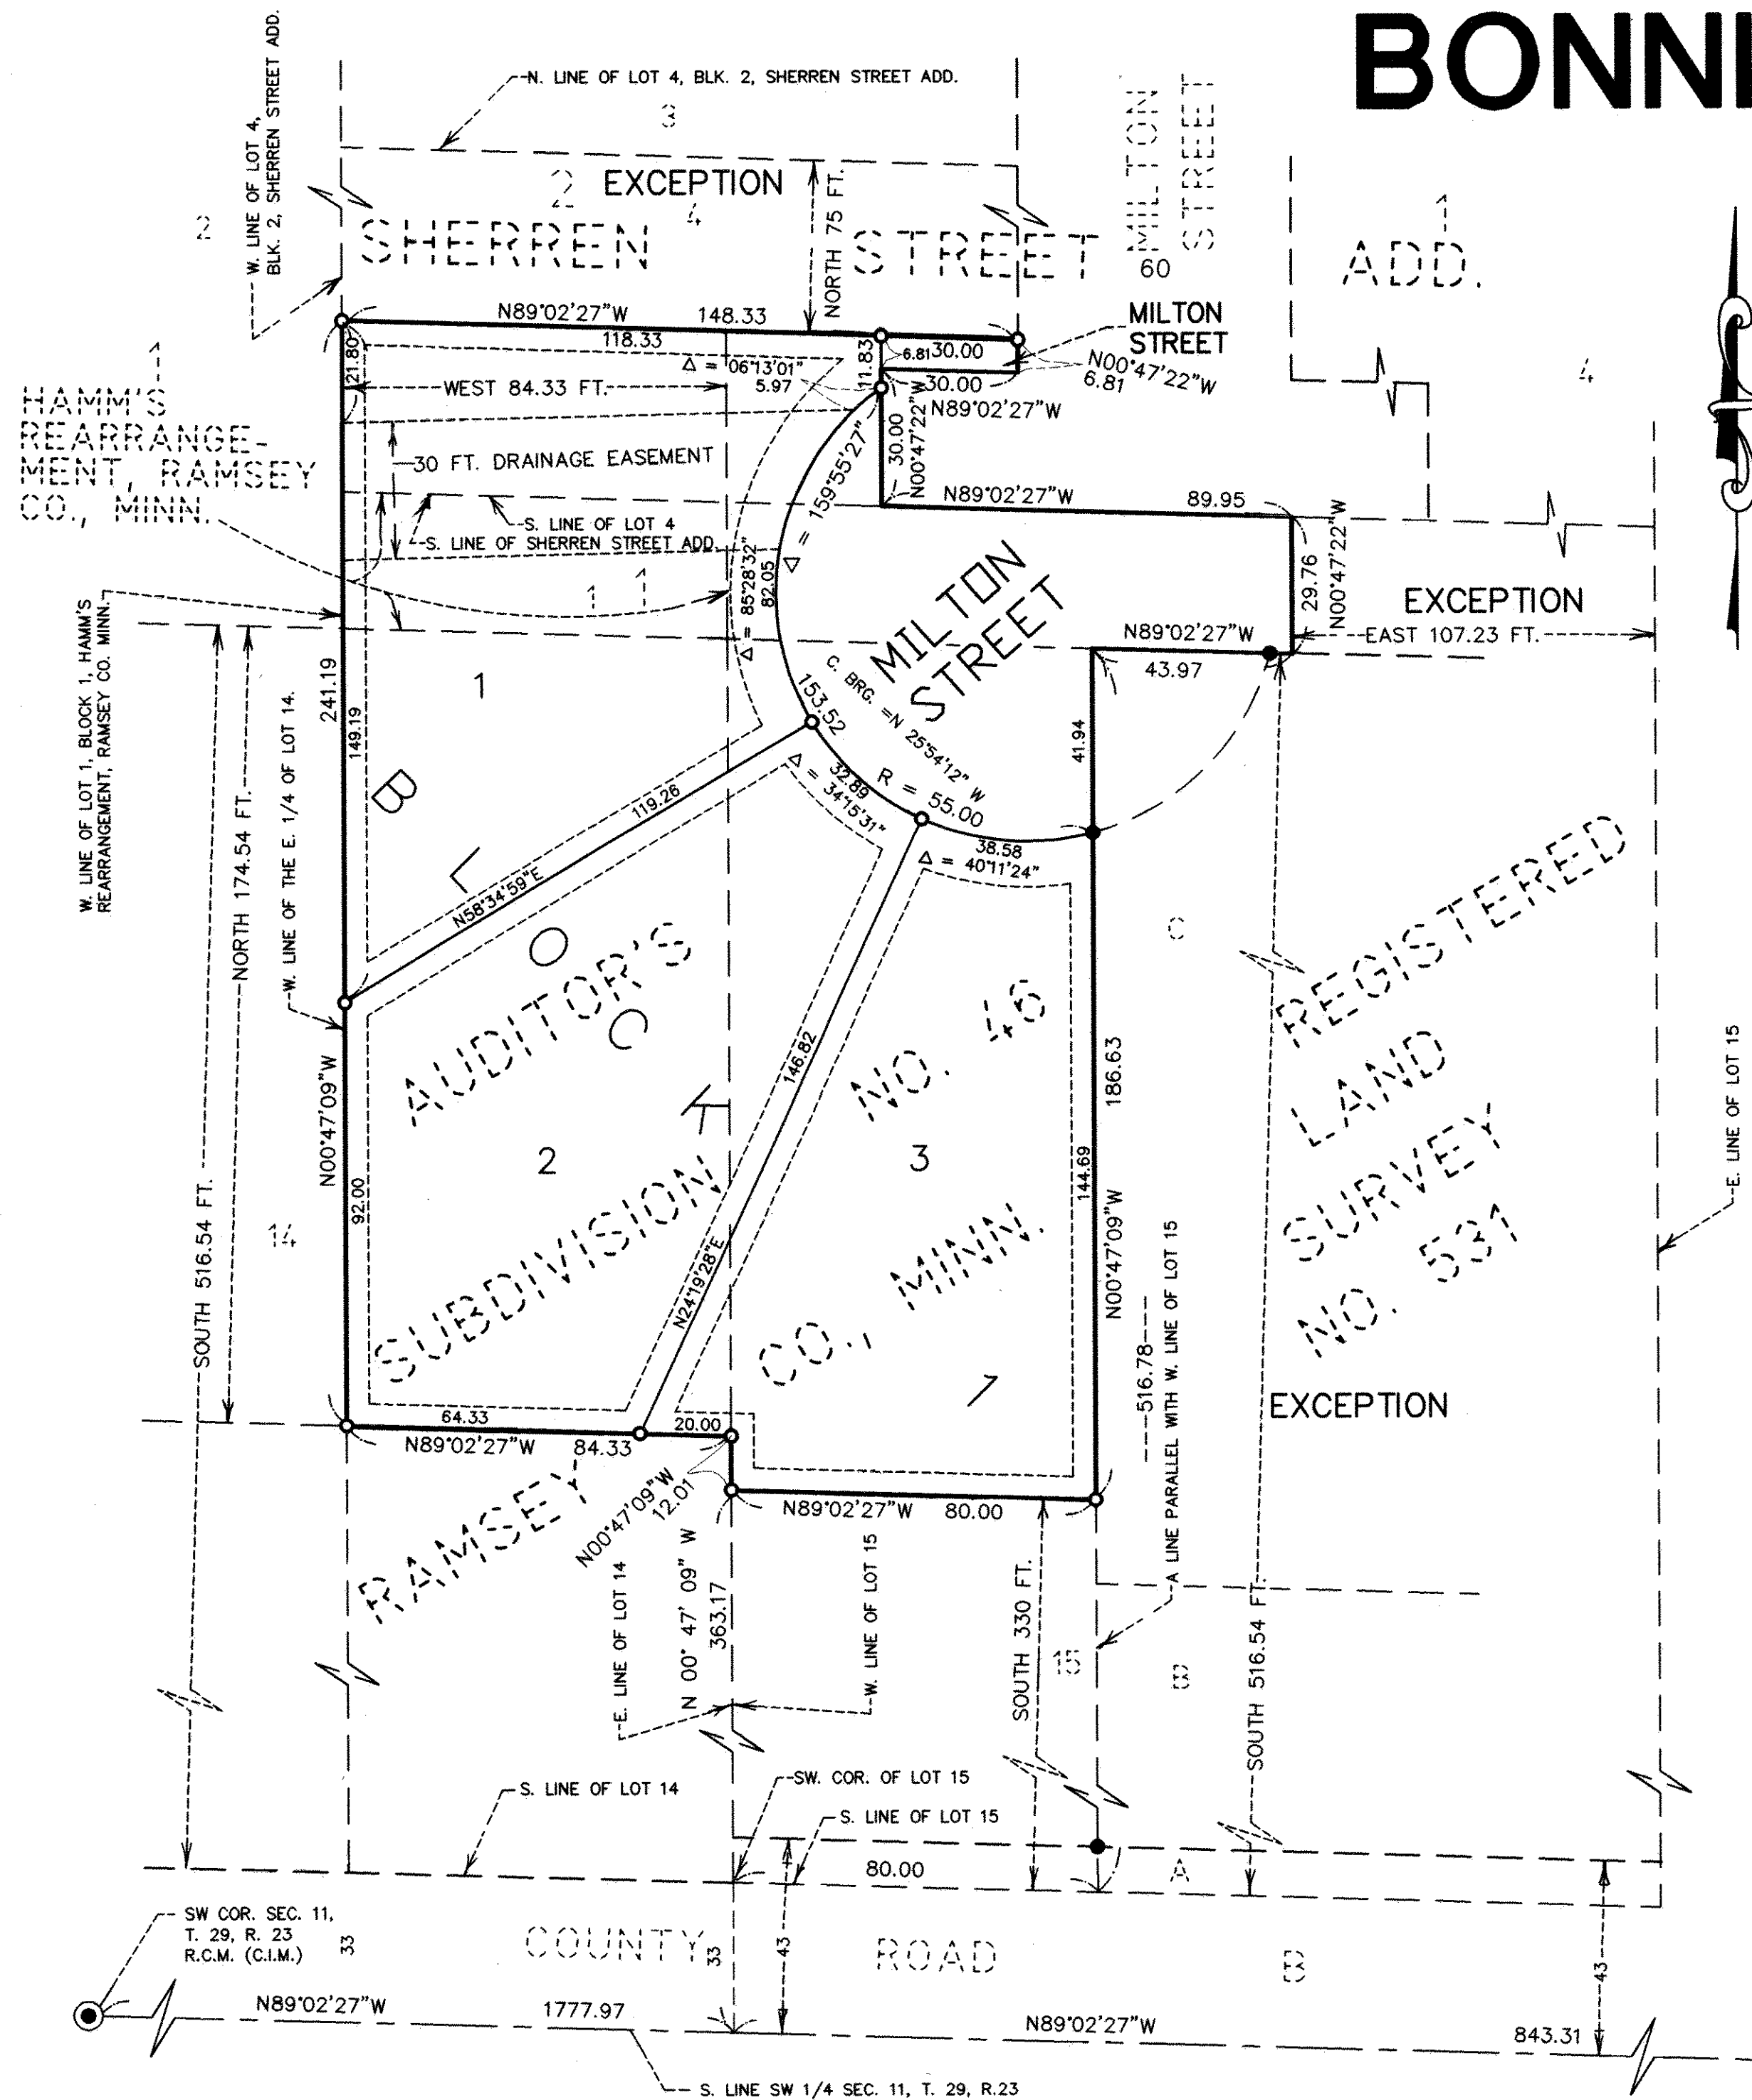 BONN
N. LINE OF LOT 4, BLK. 2, SHERREN STREET ADD.
W. LINE OF LOT 4,
BLK. 2, SHERREN STREET ADD.
3
MILTON
STREET
2
EXCEPTION
4
NORTH 75 FT.
2
1
SHERREN
STREET
60
ADD.
N89°02'27"W
148.33
118.33
MILTON
STREET
21.80
11.83
6.81
30.00
N00°47'22"W
6.81
Δ = 06°13'01"
5.97
30.00
N89°02'27"W
WEST 84.33 FT.
4
1
HAMM'S
REARRANGE-
MENT, RAMSEY
CO., MINN.
30 FT. DRAINAGE EASEMENT
Δ = 159°55'27"
30.00
N00°47'22"W
N89°02'27"W
89.95
S. LINE OF LOT 4
S. LINE OF SHERREN STREET ADD.
Δ = 85°28'32"
82.05
29.76
N00°47'22"W
W. LINE OF LOT 1, BLOCK 1, HAMM'S
REARRANGEMENT, RAMSEY CO. MINN.
1
1
MILTON
STREET
EXCEPTION
N89°02'27"W
EAST 107.23 FT.
43.97
1
241.19
149.19
C. BRG. =N 25°54'12" W
153.52
41.94
W. LINE OF THE E. 1/4 OF LOT 14.
NORTH 174.54 FT.
119.26
N58°34'59"E
32.89
Δ = 34°15'31"
R = 55.00
38.58
Δ = 40°11'24"
BLOCK
AUDITOR'S
NO. 46
C
REGISTERED
LAND
SURVEY
NO. 531
N00°47'09"W
92.00
146.82
186.63
144.69
E. LINE OF LOT 15
2
3
14
SOUTH 516.54 FT.
SUBDIVISION
N24°19'28"E
CO., MINN.
N00°47'09"W
516.78
A LINE PARALLEL WITH W. LINE OF LOT 15
1
EXCEPTION
64.33
20.00
N89°02'27"W
84.33
N00°47'09"W
12.01
N89°02'27"W
80.00
RAMSEY
E. LINE OF LOT 14
N 00° 47' 09" W
363.17
W. LINE OF LOT 15
SOUTH 330 FT.
15
B
SOUTH 516.54 FT.
S. LINE OF LOT 14
SW. COR. OF LOT 15
S. LINE OF LOT 15
80.00
A
SW COR. SEC. 11,
T. 29, R. 23
R.C.M. (C.I.M.)
33
COUNTY
33
43
ROAD
B
43
N89°02'27"W
1777.97
N89°02'27"W
843.31
S. LINE SW 1/4 SEC. 11, T. 29, R.23